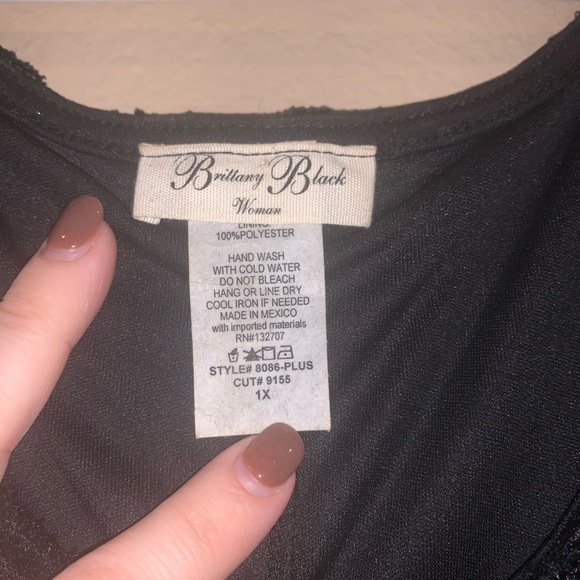 Brittany Black
Woman
LINING:
100%POLYESTER
HAND WASH
WITH COLD WATER
DO NOT BLEACH
HANG OR LINE DRY
COOL IRON IF NEEDED
MADE IN MEXICO
with imported materials
RN#132707
STYLE# 8086-PLUS
CUT# 9155
1X